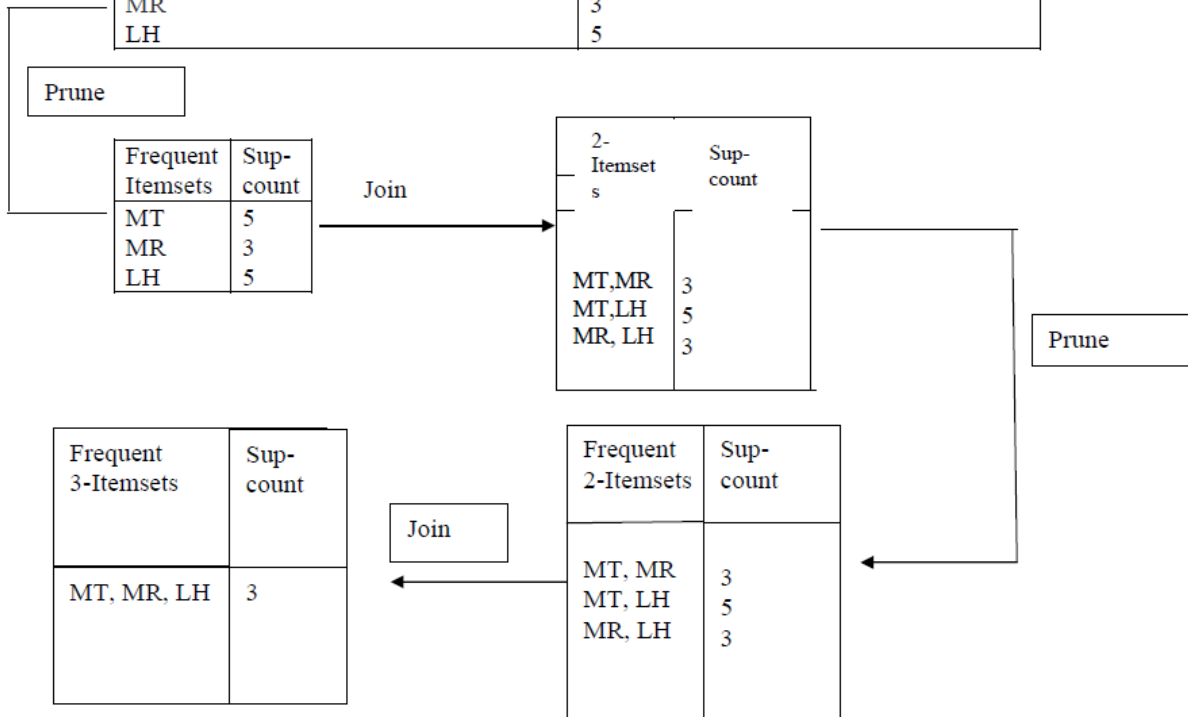 MR 3
LH 5
Prune
Frequent Sup-
Itemsets count
MT 5
MR 3
LH 5
Join
2-
Itemset
s
Sup-
count
MT,MR 3
MT,LH 5
MR, LH 3
Prune
Frequent Sup-
3-Itemsets count
MT, MR, LH 3
Join
Frequent Sup-
2-Itemsets count
MT, MR 3
MT, LH 5
MR, LH 3